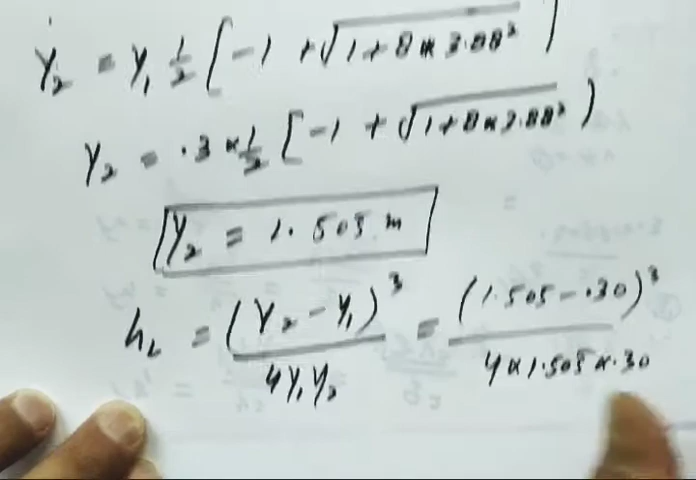 Y₂ = Y₁ ½ [-1 + √(1+8×3.88²)]
Y₂ = .3 × ½ [-1 + √(1+8×3.88²))
Y₂ = 1.505 m
h_L = (Y₂ - Y₁)³ / 4Y₁Y₂ = (1.505 - .30)³ / 4×1.505×.30